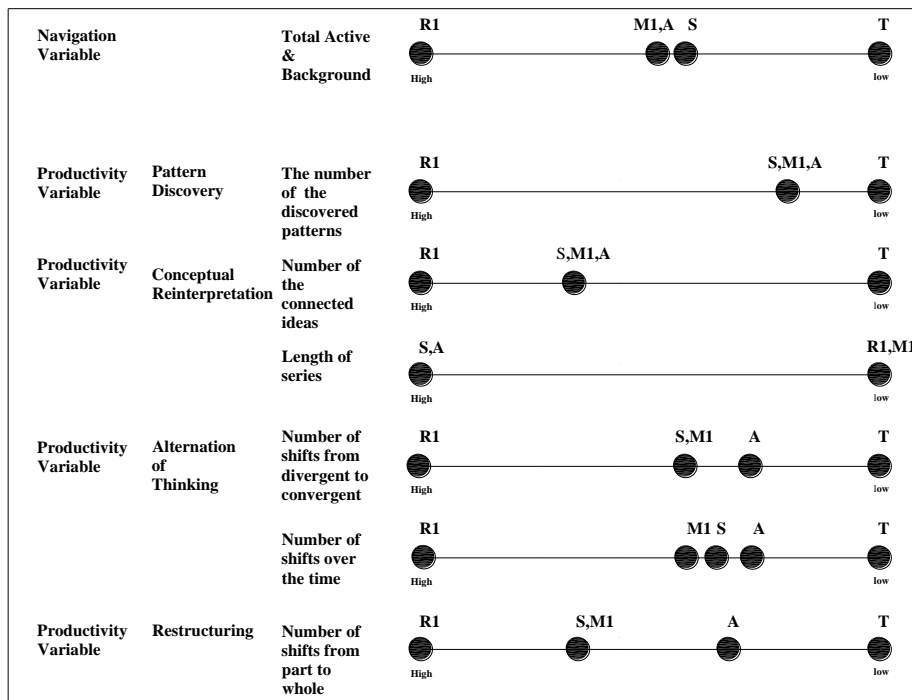 R1 M1,A S T
Navigation Variable
Total Active & Background
High low
R1 S,M1,A T
Productivity Variable
Pattern Discovery
The number of the discovered patterns
High low
R1 S,M1,A T
Productivity Variable
Conceptual Reinterpretation
Number of the connected ideas
High low
S,A R1,M1
Length of series
High low
R1 S,M1 A T
Productivity Variable
Alternation of Thinking
Number of shifts from divergent to convergent
High low
R1 M1 S A T
Number of shifts over the time
High low
R1 S,M1 A T
Productivity Variable
Restructuring
Number of shifts from part to whole
High low